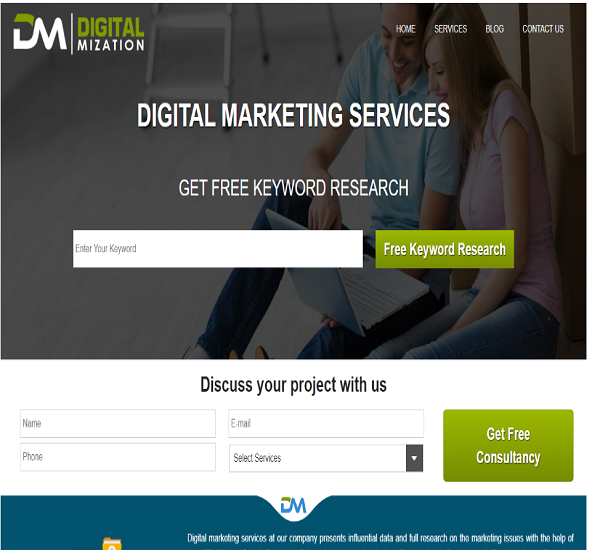 DM DIGITAL
MIZATION
HOME SERVICES BLOG CONTACT US
DIGITAL MARKETING SERVICES
GET FREE KEYWORD RESEARCH
Enter Your Keyword
Free Keyword Research
Discuss your project with us
Name
E-mail
Phone
Select Services
Get Free
Consultancy
DM
Digital marketing services at our company presents influential data and full research on the marketing issues with the help of